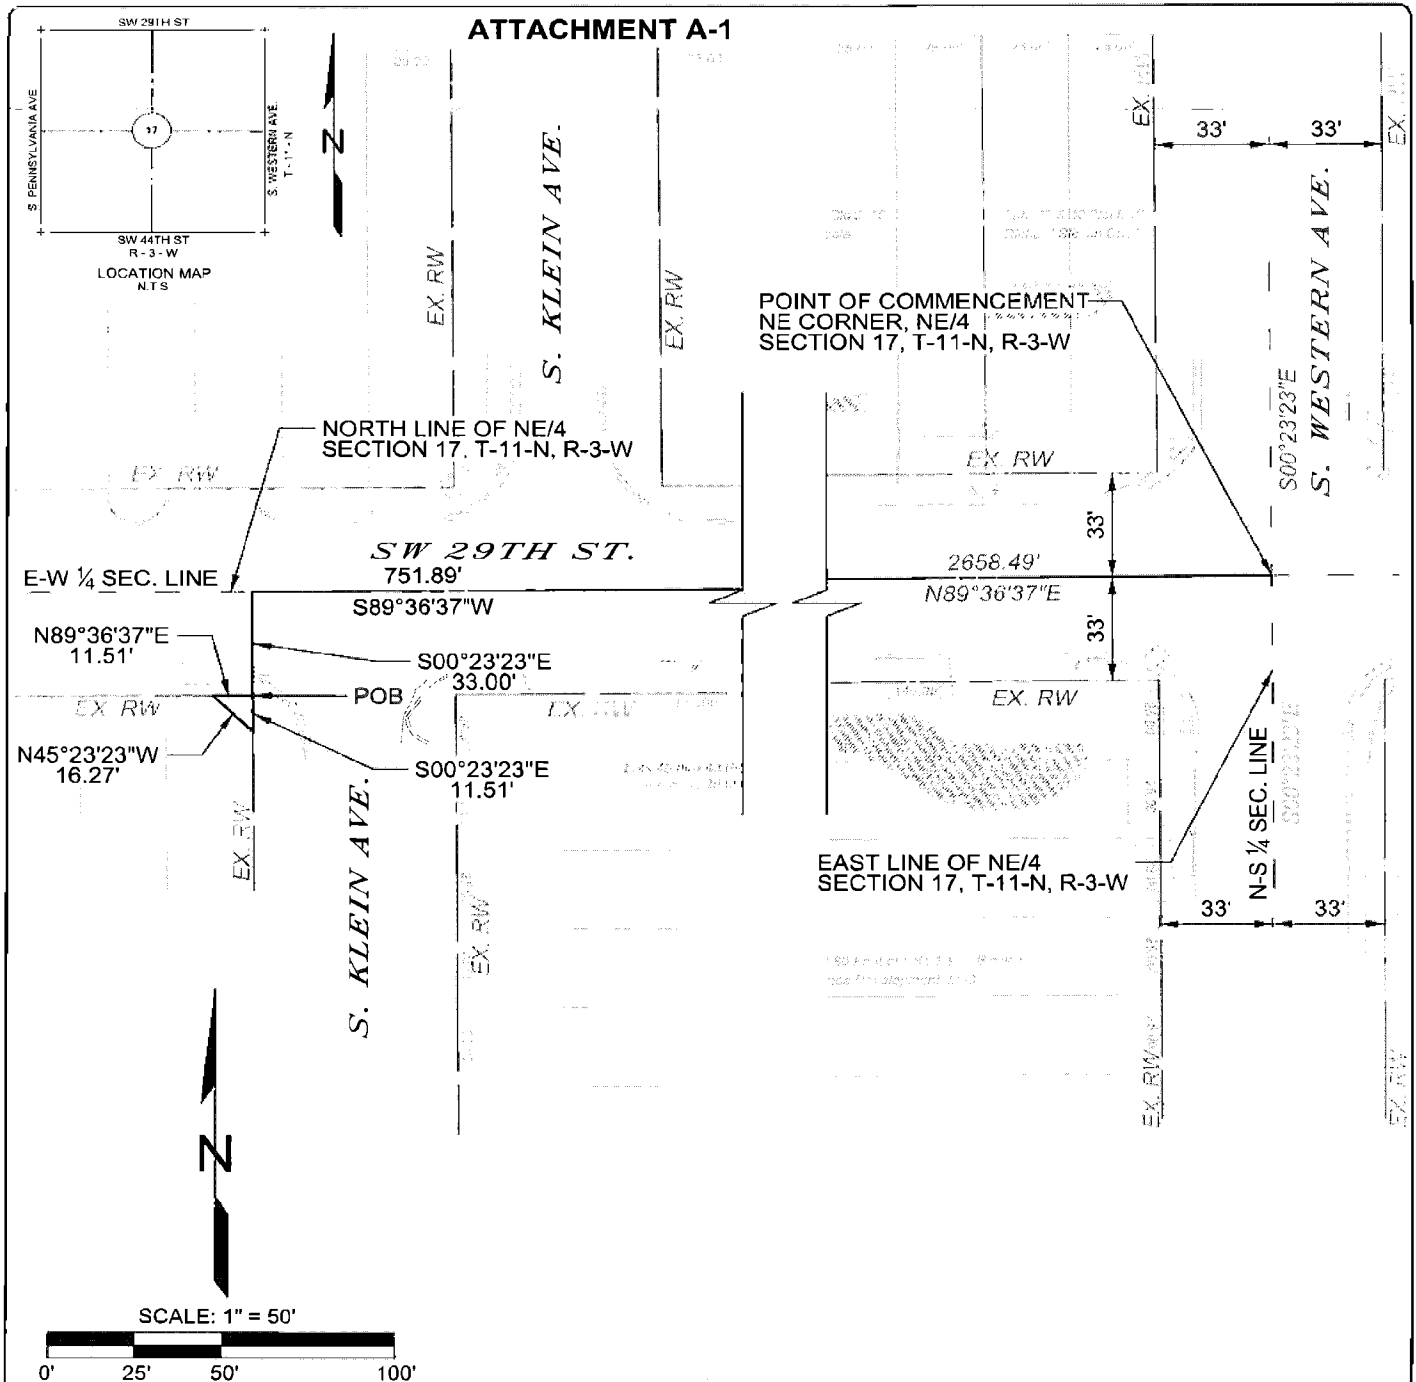 ATTACHMENT A-1
SW 29TH ST
S PENNSYLVANIA AVE
17
S. WESTERN AVE.
SW 44TH ST
R-3-W
LOCATION MAP
N.T.S
N
EX. RW
S. KLEIN AVE.
EX. RW
EX.
33'
33'
EX.
S. WESTERN AVE.
POINT OF COMMENCEMENT
NE CORNER, NE/4
SECTION 17, T-11-N, R-3-W
S00°23'23"E
NORTH LINE OF NE/4
SECTION 17, T-11-N, R-3-W
EX. RW
EX. RW
33'
SW 29TH ST.
E-W ¼ SEC. LINE
751.89'
S89°36'37"W
2658.49'
N89°36'37"E
33'
N89°36'37"E
11.51'
S00°23'23"E
33.00'
POB
EX. RW
EX. RW
EX. RW
N45°23'23"W
16.27'
S00°23'23"E
11.51'
EX. RW
S. KLEIN AVE.
EX. RW
N-S ¼ SEC. LINE
S00°23'23"E
EAST LINE OF NE/4
SECTION 17, T-11-N, R-3-W
33'
33'
EX. RW
EX. RW
N
SCALE: 1" = 50'
0' 25' 50' 100'